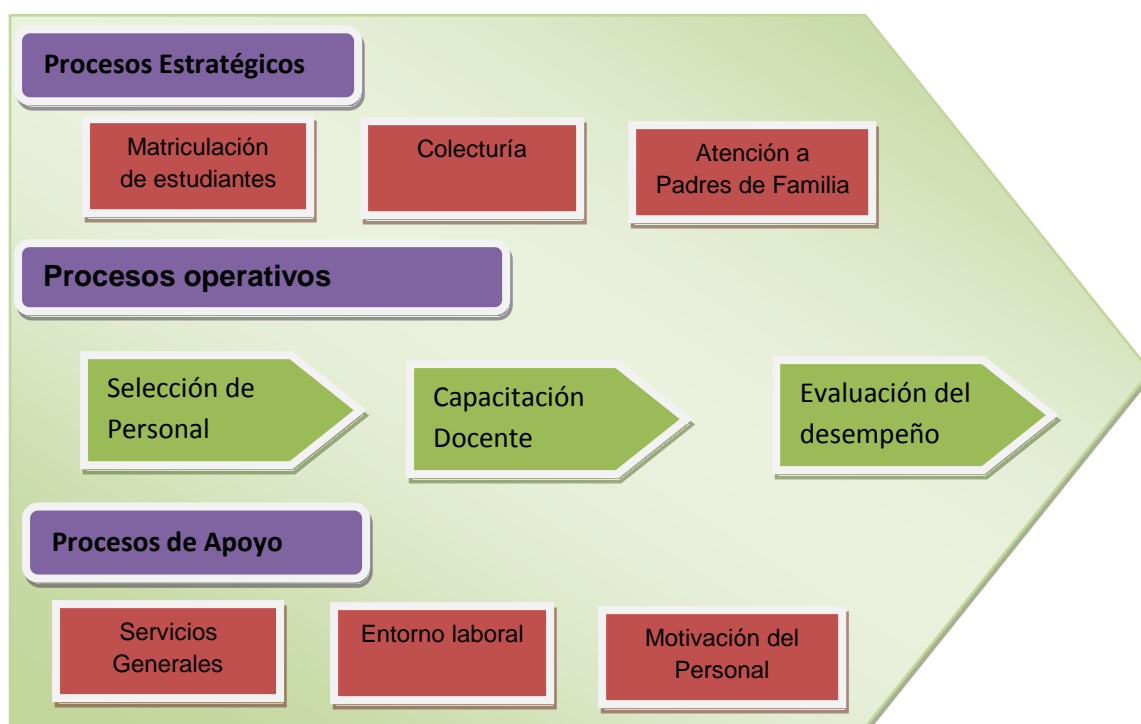 Procesos Estratégicos
Matriculación
de estudiantes
Colecturía
Atención a
Padres de Familia
Procesos operativos
Selección de
Personal
Capacitación
Docente
Evaluación del
desempeño
Procesos de Apoyo
Servicios
Generales
Entorno laboral
Motivación del
Personal